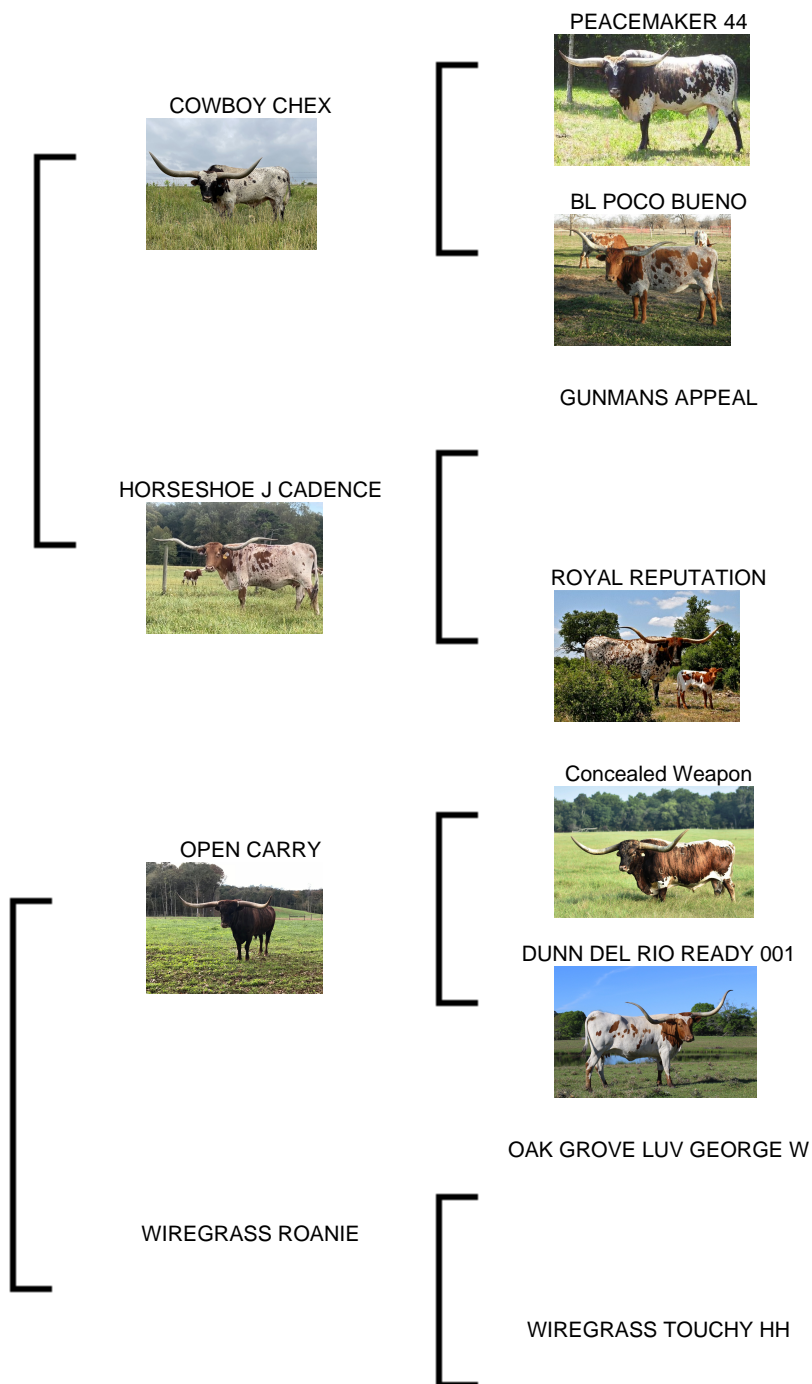 PEACEMAKER 44
COWBOY CHEX
BL POCO BUENO
GUNMANS APPEAL
HORSESHOE J CADENCE
ROYAL REPUTATION
Concealed Weapon
OPEN CARRY
DUNN DEL RIO READY 001
OAK GROVE LUV GEORGE W
WIREGRASS ROANIE
WIREGRASS TOUCHY HH